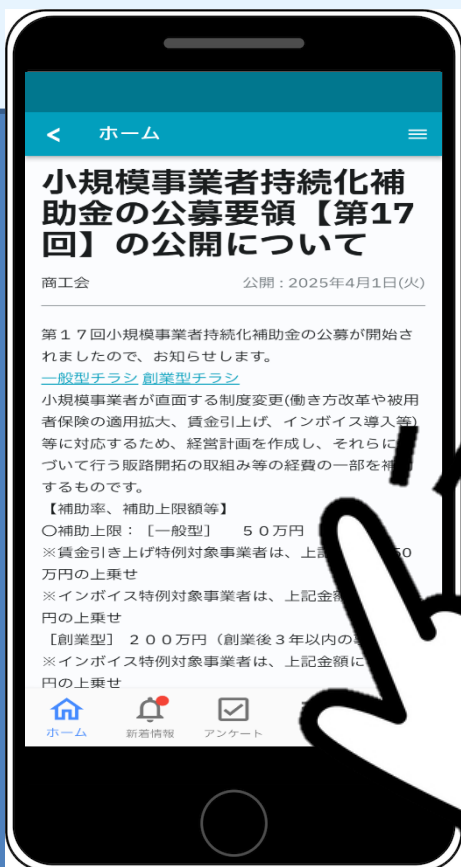 < ホーム
小規模事業者持続化補
助金の公募要領【第17
回】の公開について
商工会 公開 : 2025年4月1日(火)
第１７回小規模事業者持続化補助金の公募が開始さ
れましたので、お知らせします。
一般型チラシ 創業型チラシ
小規模事業者が直面する制度変更(働き方改革や被用
者保険の適用拡大、賃金引上げ、インボイス導入等)
等に対応するため、経営計画を作成し、それらに
づいて行う販路開拓の取組み等の経費の一部を補
するものです。
【補助率、補助上限額等】
〇補助上限：［一般型］ ５０万円
※賃金引き上げ特例対象事業者は、上記 50
万円の上乗せ
※インボイス特例対象事業者は、上記金
円の上乗せ
［創業型］ ２００万円（創業後３年以内の
※インボイス特例対象事業者は、上記金額に
円の上乗せ
ホーム 新着情報 アンケート